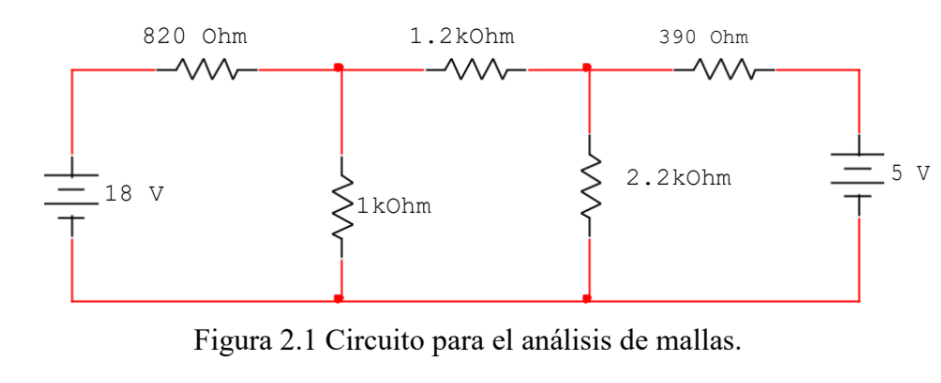 820 Ohm
1.2kOhm
390 Ohm
18 V
1kOhm
2.2kOhm
5 V
Figura 2.1 Circuito para el análisis de mallas.